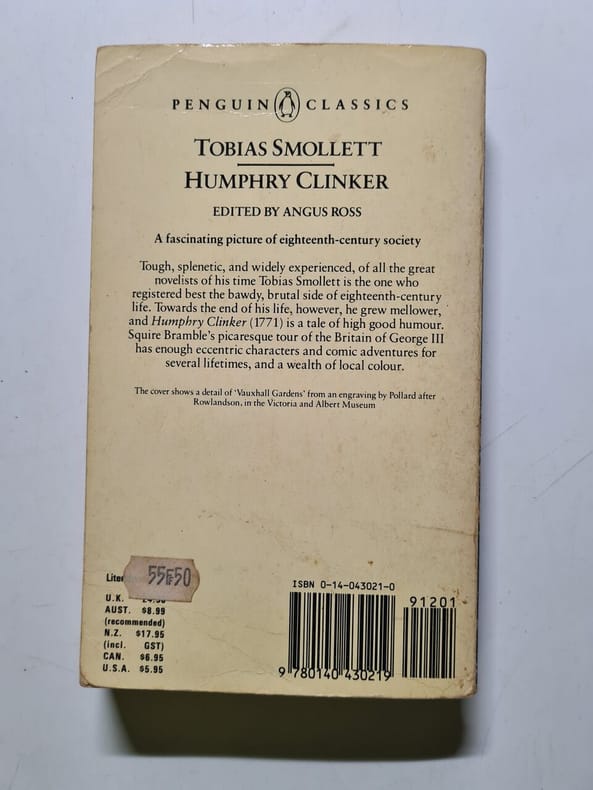 PENGUIN CLASSICS
TOBIAS SMOLLETT
HUMPHRY CLINKER
EDITED BY ANGUS ROSS
A fascinating picture of eighteenth-century society
Tough, splenetic, and widely experienced, of all the great
novelists of his time Tobias Smollett is the one who
registered best the bawdy, brutal side of eighteenth-century
life. Towards the end of his life, however, he grew mellower,
and Humphry Clinker (1771) is a tale of high good humour.
Squire Bramble's picaresque tour of the Britain of George III
has enough eccentric characters and comic adventures for
several lifetimes, and a wealth of local colour.
The cover shows a detail of 'Vauxhall Gardens' from an engraving by Pollard after
Rowlandson, in the Victoria and Albert Museum
U.K.
AUST. $8.99
(recommended)
N.Z. $17.95
(incl. GST)
CAN. $6.95
U.S.A. $5.95
ISBN 0-14-043021-0
91201
9 780140 430219